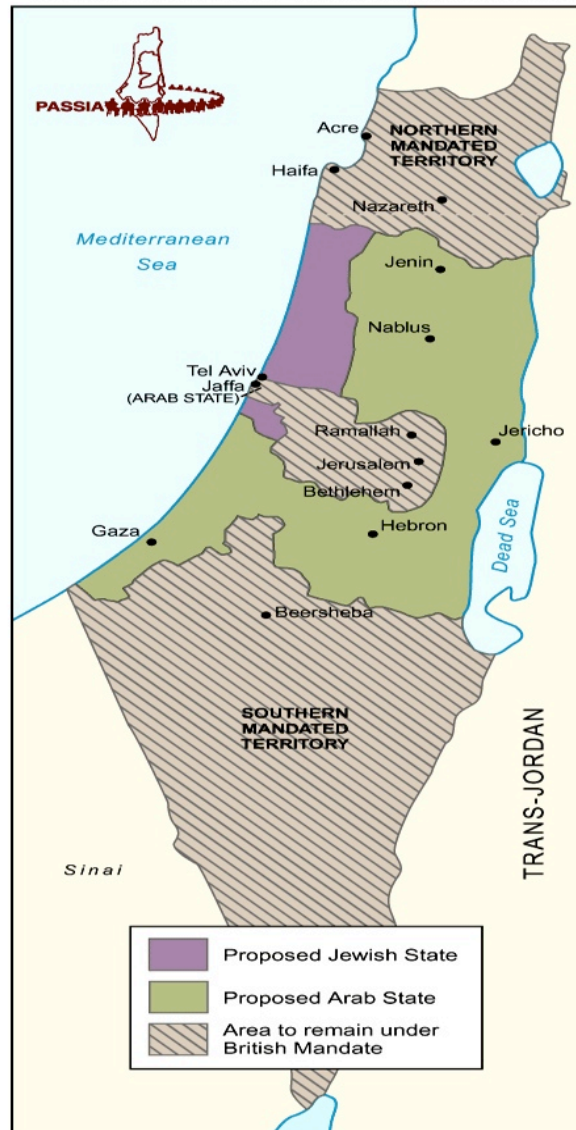 PASSIA
Acre
NORTHERN
MANDATED
TERRITORY
Haifa
Nazareth
Mediterranean
Sea
Jenin
Nablus
Tel Aviv
Jaffa
(ARAB STATE)
Ramallah
Jericho
Jerusalem
Bethlehem
Gaza
Hebron
Dead Sea
Beersheba
SOUTHERN
MANDATED
TERRITORY
TRANS-JORDAN
Sinai
Proposed Jewish State
Proposed Arab State
Area to remain under
British Mandate